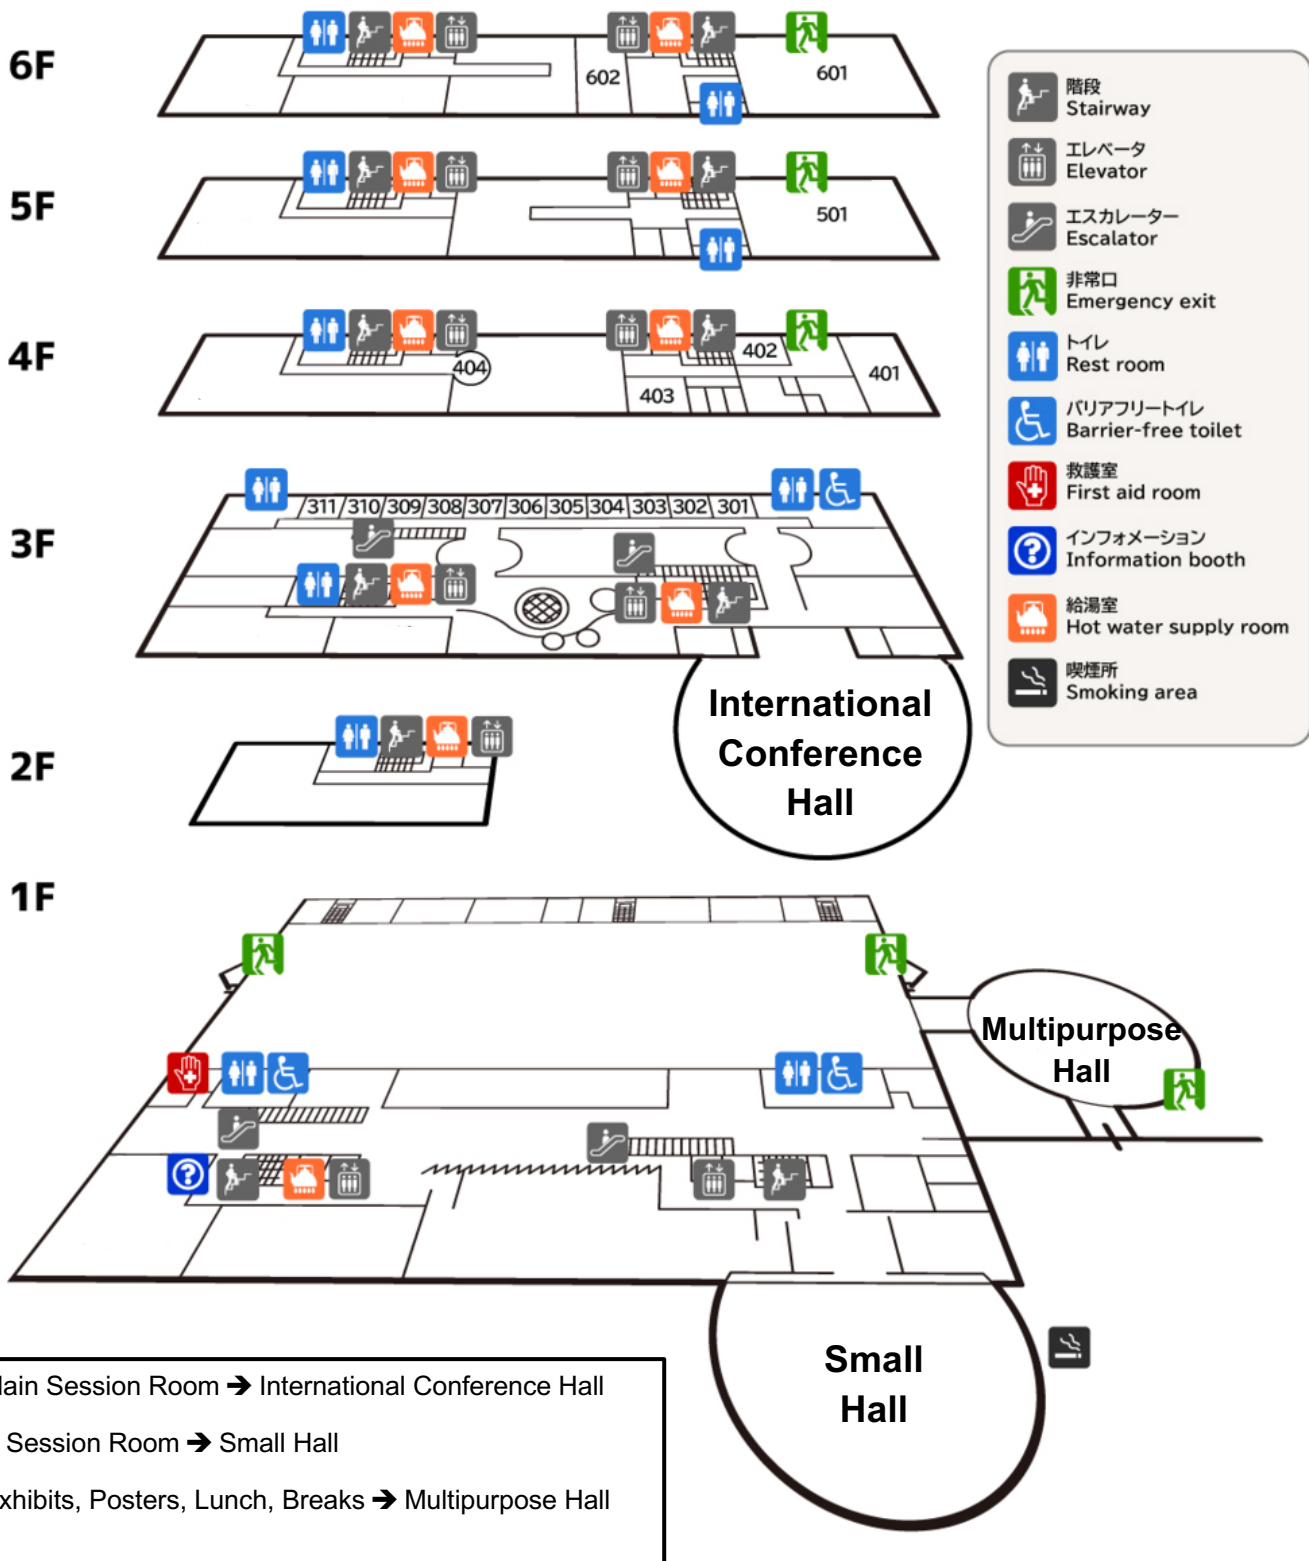 6F
602
601
5F
501
4F
404
402
401
403
3F
311
310
309
308
307
306
305
304
303
302
301
International
Conference
Hall
2F
1F
Multipurpose
Hall
Small
Hall
階段
Stairway
エレベータ
Elevator
エスカレーター
Escalator
非常口
Emergency exit
トイレ
Rest room
バリアフリートイレ
Barrier-free toilet
救護室
First aid room
インフォメーション
Information booth
給湯室
Hot water supply room
喫煙所
Smoking area
ain Session Room ➔ International Conference Hall
Session Room ➔ Small Hall
xhibits, Posters, Lunch, Breaks ➔ Multipurpose Hall